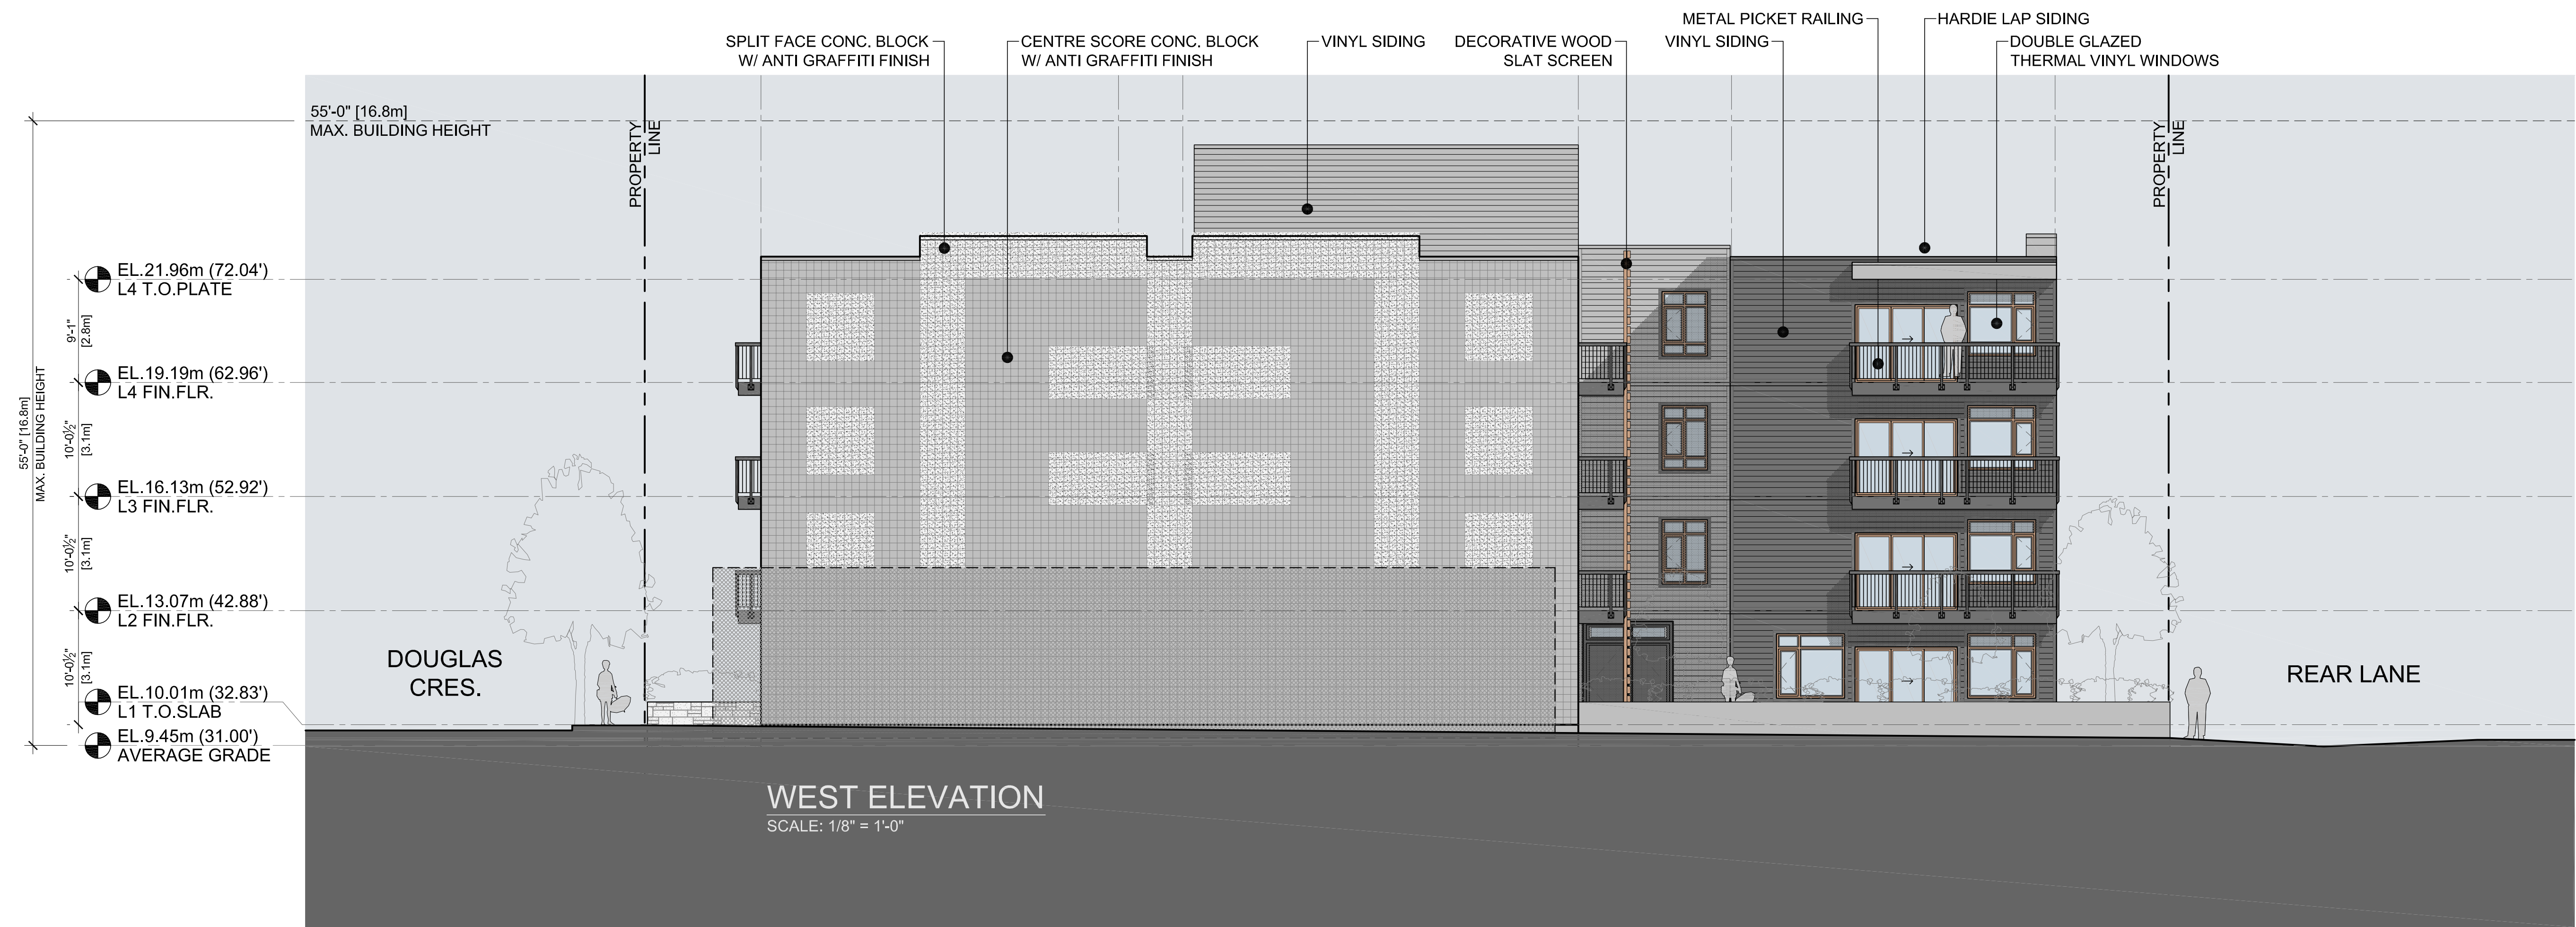 METAL PICKET RAILING
HARDIE LAP SIDING
SPLIT FACE CONC. BLOCK
W/ ANTI GRAFFITI FINISH
CENTRE SCORE CONC. BLOCK
W/ ANTI GRAFFITI FINISH
VINYL SIDING
DECORATIVE WOOD
SLAT SCREEN
VINYL SIDING
DOUBLE GLAZED
THERMAL VINYL WINDOWS
55'-0" [16.8m]
MAX. BUILDING HEIGHT
PROPERTY
LINE
PROPERTY
LINE
EL.21.96m (72.04')
L4 T.O.PLATE
9'-1"
[2.8m]
EL.19.19m (62.96')
L4 FIN.FLR.
55'-0" [16.8m]
MAX. BUILDING HEIGHT
10'-0½"
[3.1m]
EL.16.13m (52.92')
L3 FIN.FLR.
10'-0½"
[3.1m]
EL.13.07m (42.88')
L2 FIN.FLR.
10'-0½"
[3.1m]
EL.10.01m (32.83')
L1 T.O.SLAB
EL.9.45m (31.00')
AVERAGE GRADE
DOUGLAS
CRES.
REAR LANE
WEST ELEVATION
SCALE: 1/8" = 1'-0"